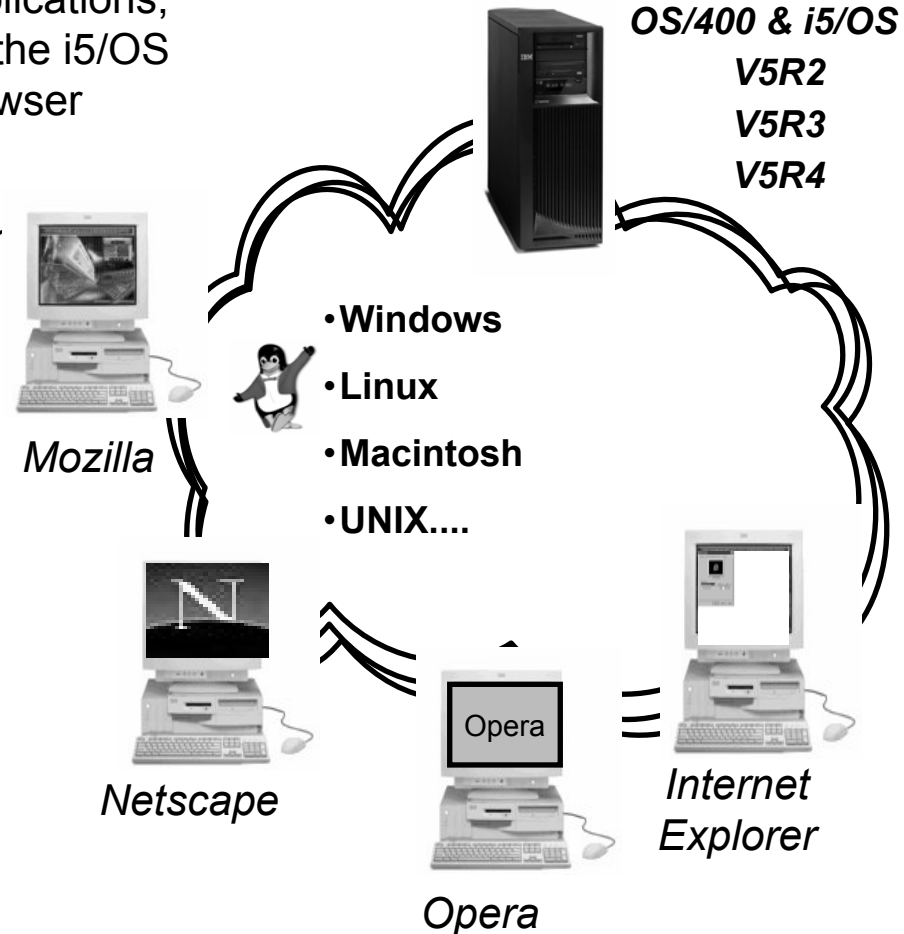 plications,
the i5/OS
wser
OS/400 & i5/OS
V5R2
V5R3
V5R4
•Windows
•Linux
•Macintosh
•UNIX....
Mozilla
N
Netscape
Opera
Opera
Internet
Explorer